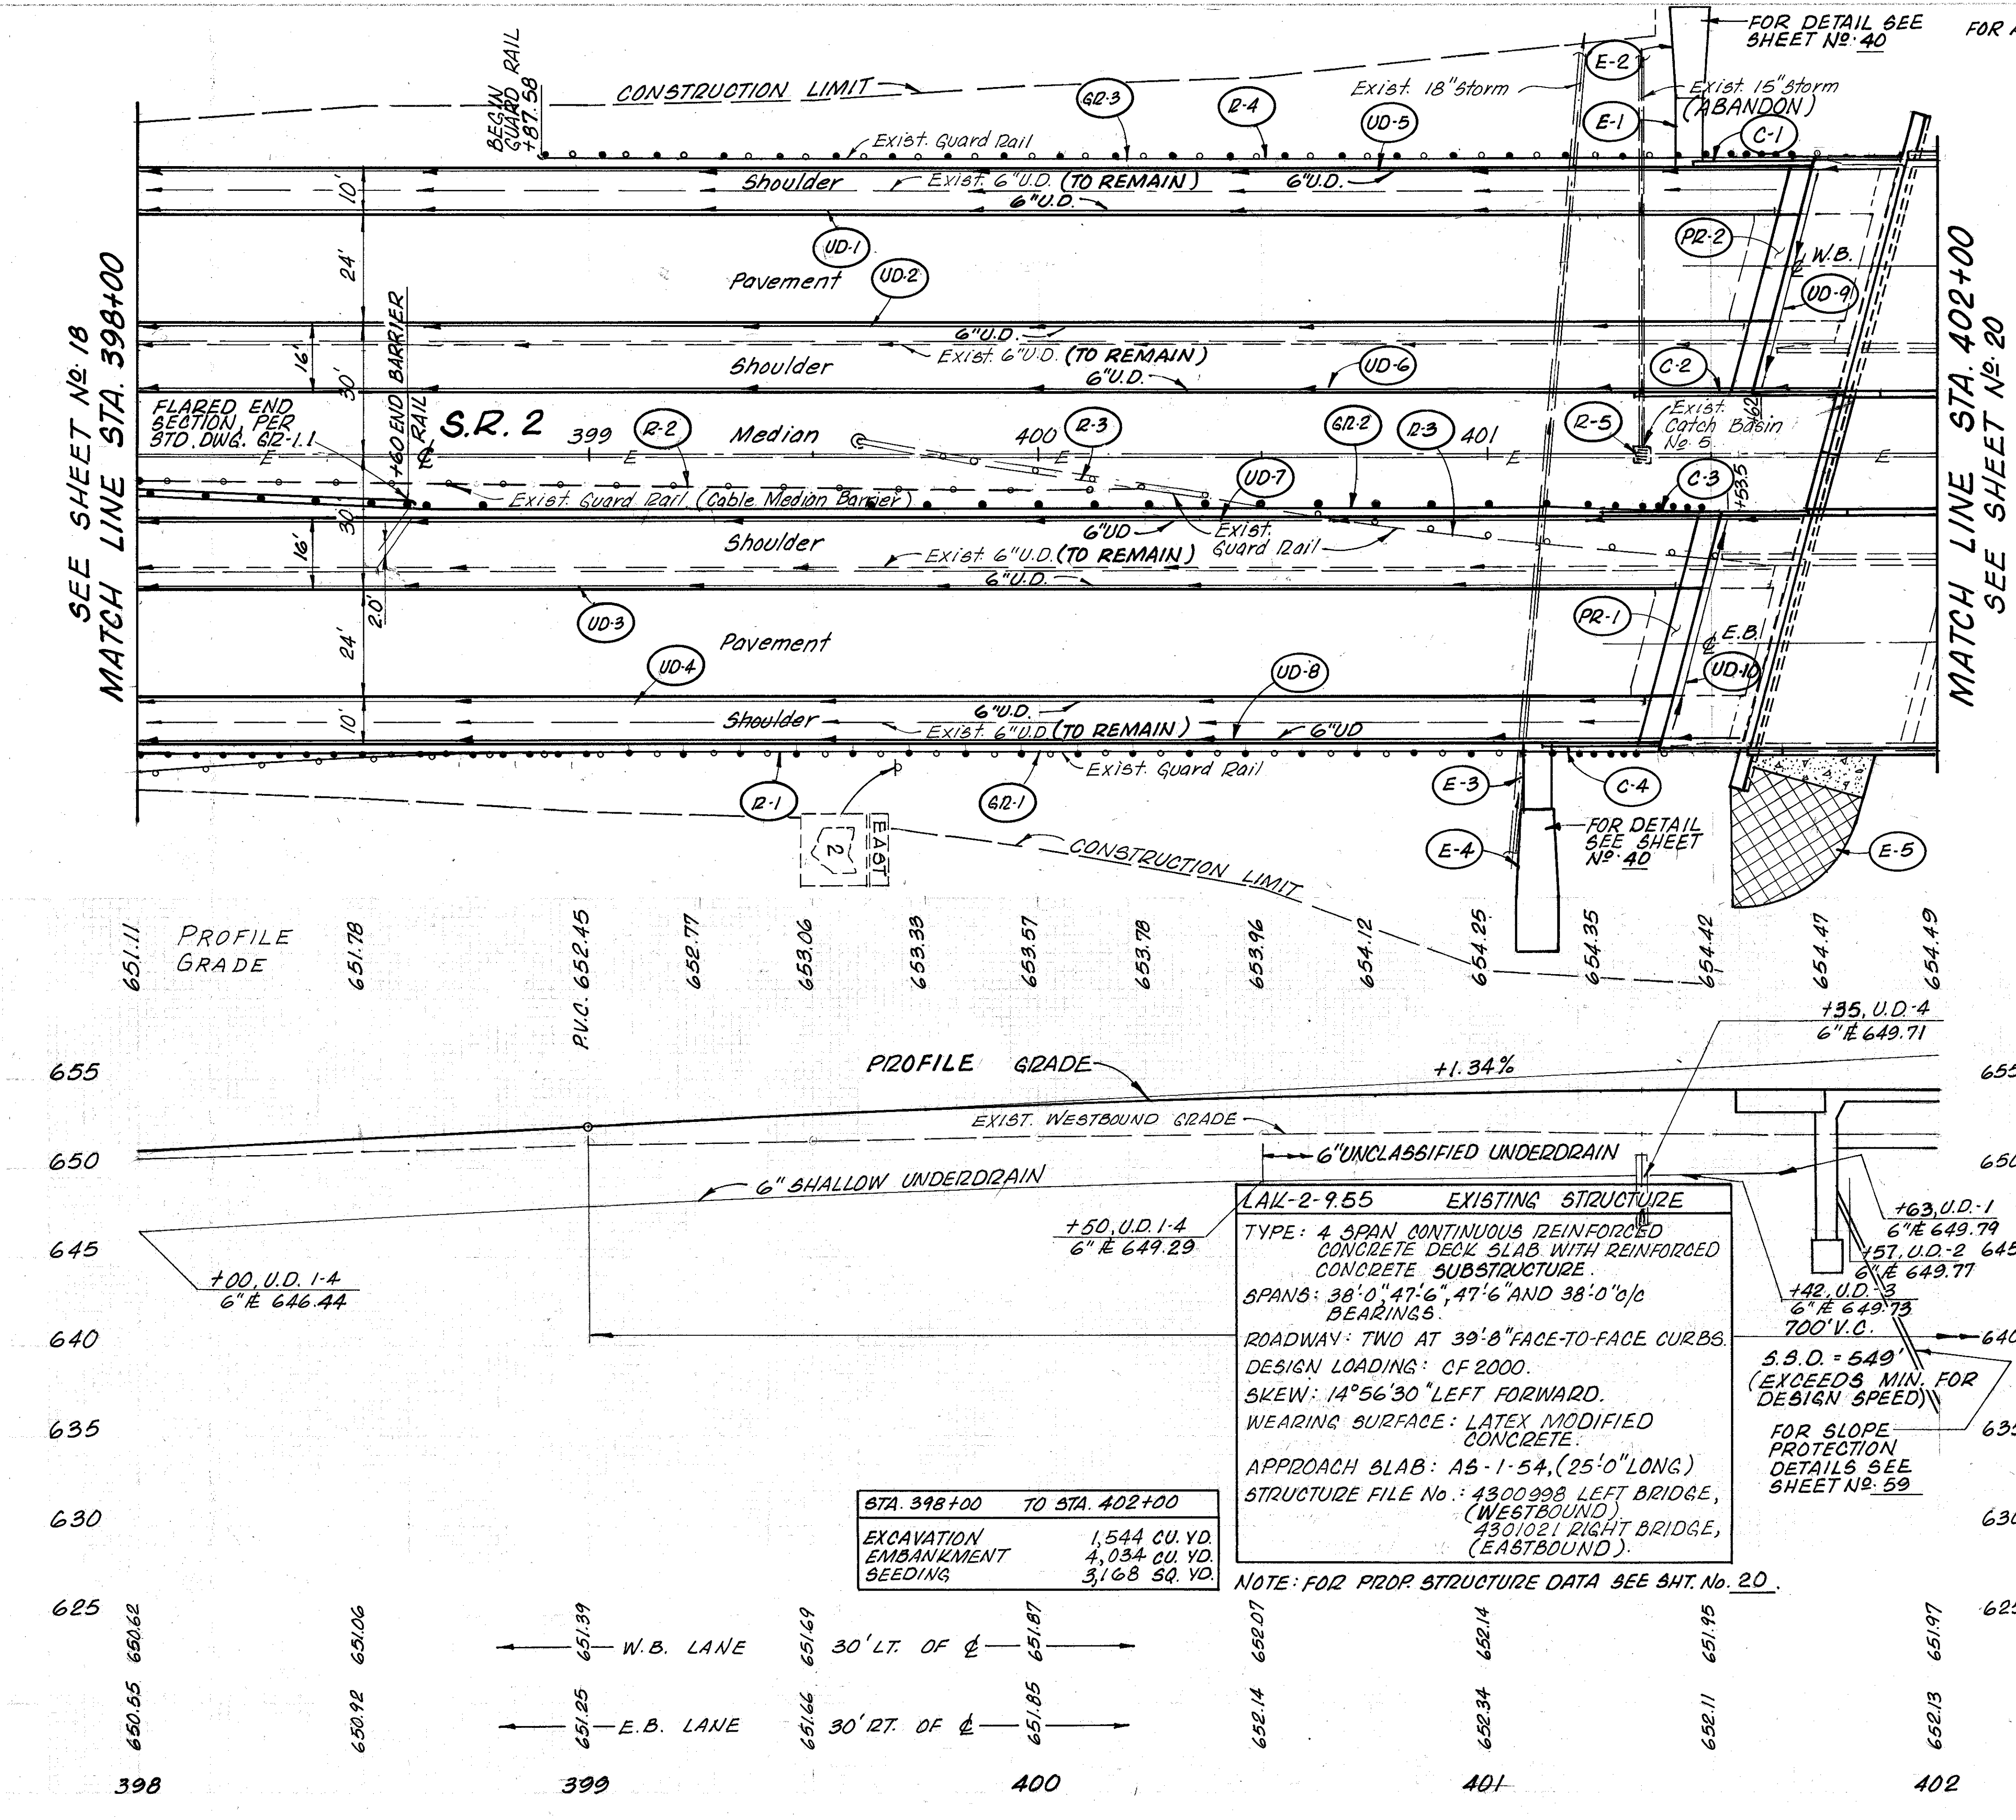 FOR DETAIL SEE
SHEET Nº. 40
FOR A
BEGIN
GUARD RAIL
+87.58
CONSTRUCTION LIMIT
GR-3
R-4
UD-5
Exist. 18" Storm
E-2
E-1
Exist. 15" Storm
(ABANDON)
C-1
Exist. Guard Rail
10'
Shoulder
Exist. 6" U.D. (TO REMAIN)
6" U.D.
6" U.D.
UD-1
24'
Pavement
UD-2
PR-2
W.B.
UD-9
SEE SHEET Nº. 18
MATCH LINE STA. 398+00
MATCH LINE STA. 402+00
SEE SHEET Nº. 20
6" U.D.
Exist. 6" U.D. (TO REMAIN)
16'
30'
Shoulder
6" U.D.
UD-6
C-2
+60 END BARRIER
RAIL
FLARED END
SECTION, PER
STD. DWG. GR-1.1
S.R. 2
399
R-2
Median
400
R-3
GR-2
R-3
401
R-5
Exist.
Catch Basin
No. 5
+62
E
E
E
E
E
UD-7
C-3
+53.5
Exist. Guard Rail (Cable Median Barrier)
30'
16'
6" UD
Exist.
Guard Rail
Shoulder
Exist. 6" U.D. (TO REMAIN)
6" U.D.
2.0'
UD-3
PR-1
24'
Pavement
UD-4
UD-8
E.B.
UD-10
10'
6" U.D.
Shoulder
Exist. 6" U.D. (TO REMAIN)
6" UD
Exist. Guard Rail
R-1
GR-1
E-3
C-4
2
EAST
FOR DETAIL
SEE SHEET
Nº. 40
E-4
E-5
CONSTRUCTION LIMIT
PROFILE
GRADE
651.11
651.78
P.V.C. 652.45
652.77
653.06
653.33
653.57
653.78
653.96
654.12
654.25
654.35
654.42
654.47
654.49
+35, U.D.-4
6" ℄ 649.71
655
PROFILE GRADE
+1.34%
655
EXIST. WESTBOUND GRADE
650
6" UNCLASSIFIED UNDERDRAIN
650
6" SHALLOW UNDERDRAIN
+50, U.D. 1-4
6" ℄ 649.29
+63, U.D.-1
6" ℄ 649.79
645
+57, U.D.-2
6" ℄ 649.77
645
+00, U.D. 1-4
6" ℄ 646.44
+42, U.D.-3
6" ℄ 649.73
700' V.C.
640
640
S.S.D. = 549'
(EXCEEDS MIN. FOR
DESIGN SPEED)
LAK-2-9.55 EXISTING STRUCTURE
TYPE: 4 SPAN CONTINUOUS REINFORCED
CONCRETE DECK SLAB WITH REINFORCED
CONCRETE SUBSTRUCTURE.
SPANS: 38'-0", 47'-6", 47'-6" AND 38'-0" c/c
BEARINGS.
ROADWAY: TWO AT 39'-8" FACE-TO-FACE CURBS.
DESIGN LOADING: CF 2000.
SKEW: 14°56'30" LEFT FORWARD.
WEARING SURFACE: LATEX MODIFIED
CONCRETE.
APPROACH SLAB: AS-1-54, (25'-0" LONG)
STRUCTURE FILE No.: 4300998 LEFT BRIDGE,
(WESTBOUND)
4301021 RIGHT BRIDGE,
(EASTBOUND).
635
635
FOR SLOPE
PROTECTION
DETAILS SEE
SHEET Nº. 59
630
630
STA. 398+00 TO STA. 402+00
EXCAVATION 1,544 CU. YD.
EMBANKMENT 4,034 CU. YD.
SEEDING 3,168 SQ. YD.
NOTE: FOR PROP. STRUCTURE DATA SEE SHT. No. 20.
625
625
650.62
651.06
651.39
W.B. LANE
651.69
30' LT. OF ℄
651.87
652.07
652.14
651.95
651.97
650.55
650.92
651.25
E.B. LANE
651.66
30' RT. OF ℄
651.85
652.14
652.34
652.11
652.13
398
399
400
401
402